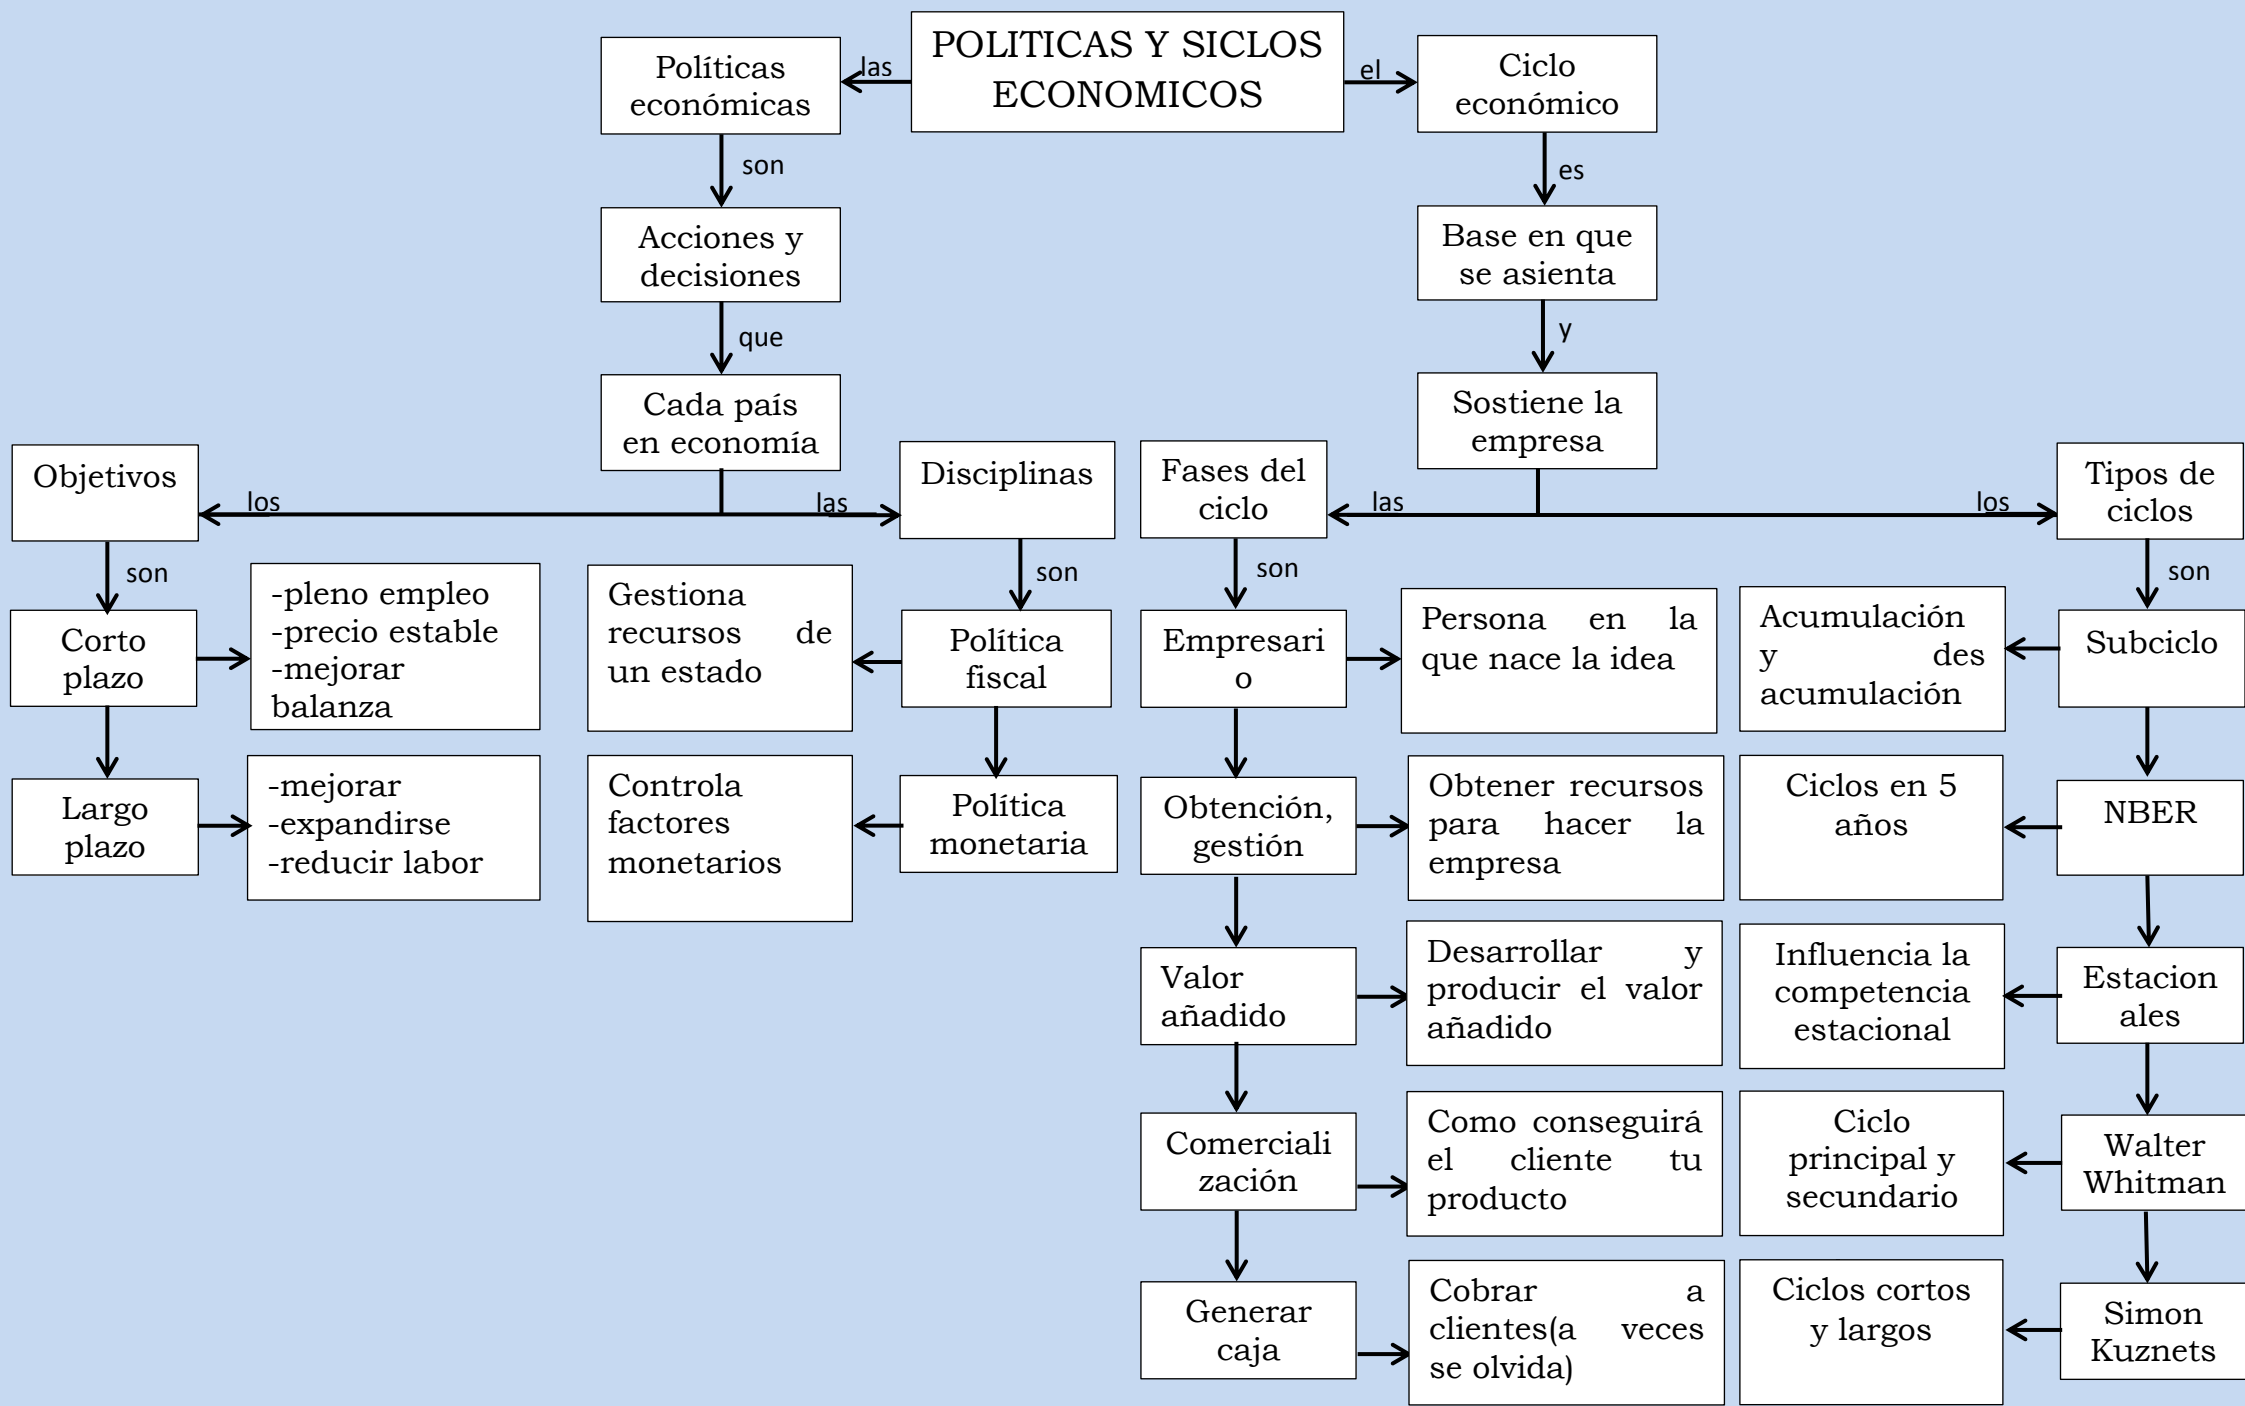 POLITICAS Y SICLOS
ECONOMICOS
las
el
Políticas
económicas
Ciclo
económico
son
es
Acciones y
decisiones
Base en que
se asienta
que
y
Cada país
en economía
Sostiene la
empresa
Objetivos
los
las
Disciplinas
Fases del
ciclo
las
los
Tipos de
ciclos
son
son
son
son
Corto
plazo
-pleno empleo
-precio estable
-mejorar
balanza
Gestiona
recursos de
un estado
Política
fiscal
Empresari
o
Persona en la
que nace la idea
Acumulación
y des
acumulación
Subciclo
Largo
plazo
-mejorar
-expandirse
-reducir labor
Controla
factores
monetarios
Política
monetaria
Obtención,
gestión
Obtener recursos
para hacer la
empresa
Ciclos en 5
años
NBER
Valor
añadido
Desarrollar y
producir el valor
añadido
Influencia la
competencia
estacional
Estacion
ales
Comerciali
zación
Como conseguirá
el cliente tu
producto
Ciclo
principal y
secundario
Walter
Whitman
Generar
caja
Cobrar a
clientes(a veces
se olvida)
Ciclos cortos
y largos
Simon
Kuznets